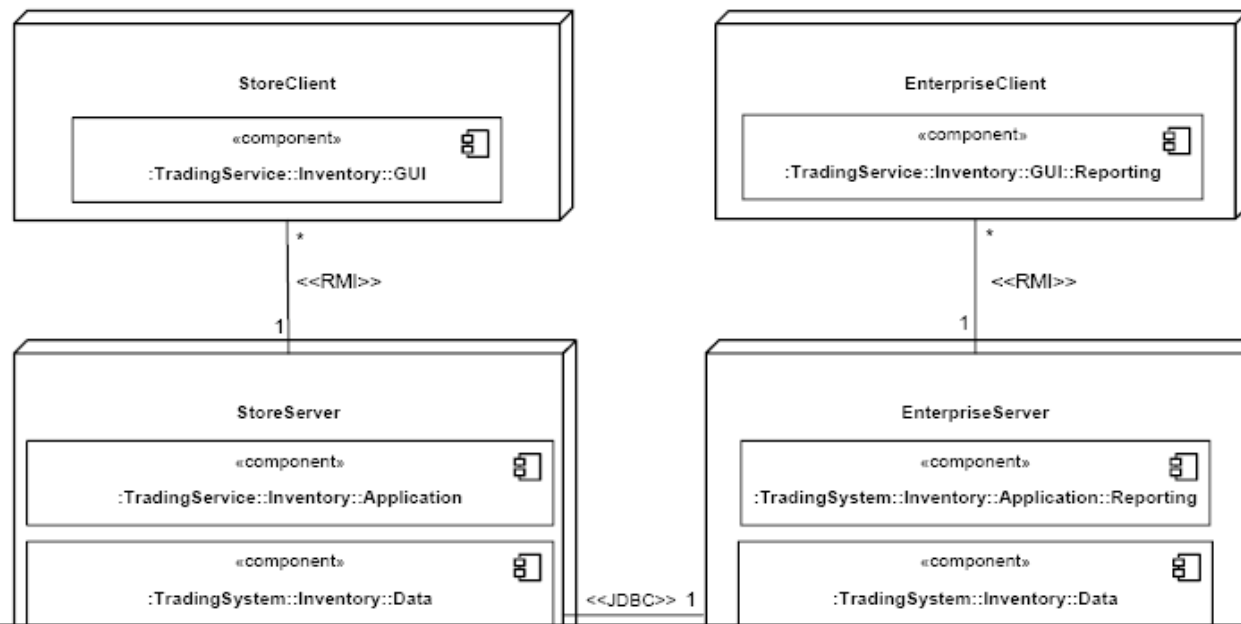 StoreClient
«component»
:TradingService::Inventory::GUI
EnterpriseClient
«component»
:TradingService::Inventory::GUI::Reporting
*
<<RMI>>
1
*
<<RMI>>
1
StoreServer
«component»
:TradingService::Inventory::Application
«component»
:TradingSystem::Inventory::Data
<<JDBC>> 1
EnterpriseServer
«component»
:TradingSystem::Inventory::Application::Reporting
«component»
:TradingSystem::Inventory::Data